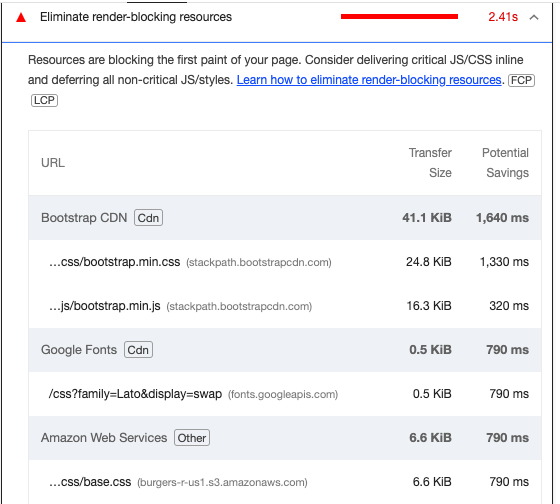 Eliminate render-blocking resources 2.41s
Resources are blocking the first paint of your page. Consider delivering critical JS/CSS inline
and deferring all non-critical JS/styles. Learn how to eliminate render-blocking resources. FCP
LCP
URL Transfer Size Potential Savings
Bootstrap CDN Cdn 41.1 KiB 1,640 ms
…css/bootstrap.min.css (stackpath.bootstrapcdn.com) 24.8 KiB 1,330 ms
…js/bootstrap.min.js (stackpath.bootstrapcdn.com) 16.3 KiB 320 ms
Google Fonts Cdn 0.5 KiB 790 ms
/css?family=Lato&display=swap (fonts.googleapis.com) 0.5 KiB 790 ms
Amazon Web Services Other 6.6 KiB 790 ms
…css/base.css (burgers-r-us1.s3.amazonaws.com) 6.6 KiB 790 ms